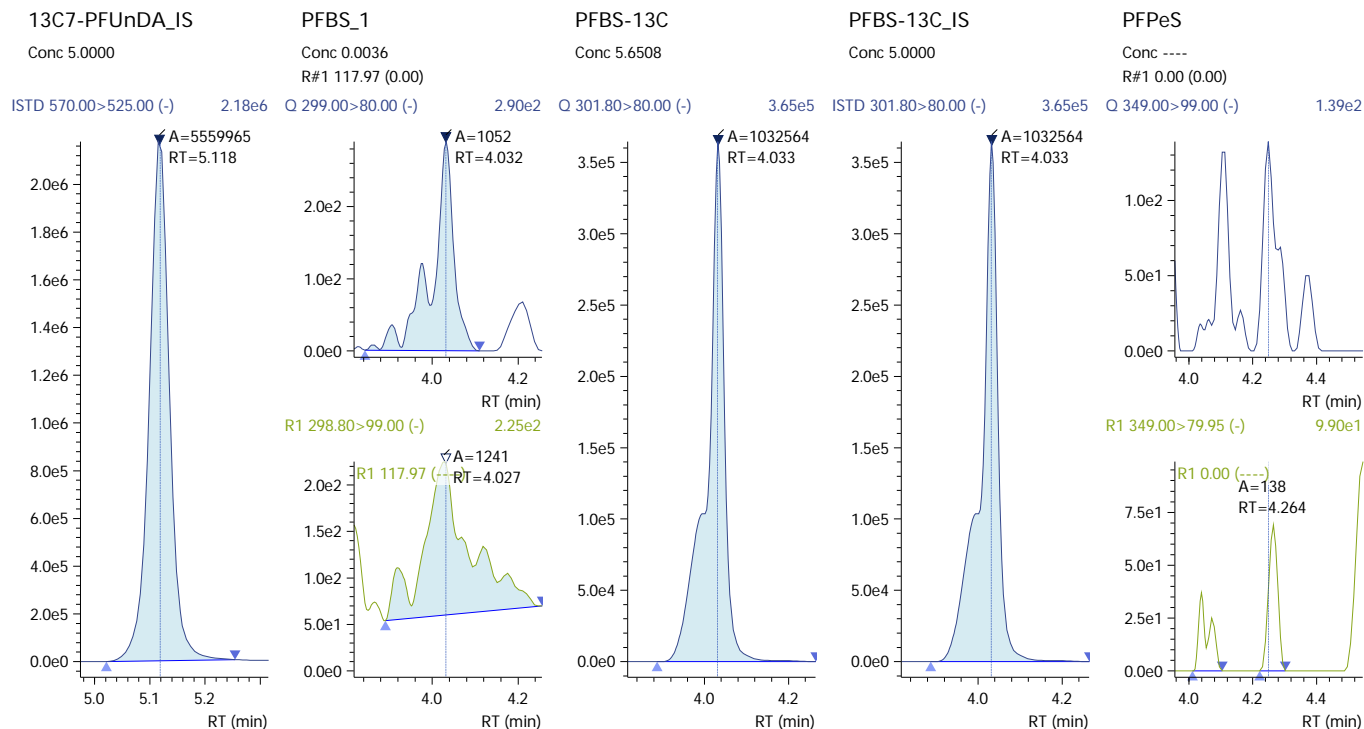 13C7-PFUnDA_IS
Conc 5.0000
ISTD 570.00>525.00 (-) 2.18e6
A=5559965
RT=5.118
2.0e6
1.8e6
1.6e6
1.4e6
1.2e6
1.0e6
8.0e5
6.0e5
4.0e5
2.0e5
0.0e0
5.0 5.1 5.2
RT (min)
PFBS_1
Conc 0.0036
R#1 117.97 (0.00)
Q 299.00>80.00 (-) 2.90e2
A=1052
RT=4.032
2.0e2
1.0e2
0.0e0
4.0 4.2
RT (min)
R1 298.80>99.00 (-) 2.25e2
R1 117.97 (----)
A=1241
RT=4.027
2.0e2
1.5e2
1.0e2
5.0e1
0.0e0
4.0 4.2
RT (min)
PFBS-13C
Conc 5.6508
Q 301.80>80.00 (-) 3.65e5
A=1032564
RT=4.033
3.5e5
3.0e5
2.5e5
2.0e5
1.5e5
1.0e5
5.0e4
0.0e0
4.0 4.2
RT (min)
PFBS-13C_IS
Conc 5.0000
ISTD 301.80>80.00 (-) 3.65e5
A=1032564
RT=4.033
3.5e5
3.0e5
2.5e5
2.0e5
1.5e5
1.0e5
5.0e4
0.0e0
4.0 4.2
RT (min)
PFPeS
Conc ----
R#1 0.00 (0.00)
Q 349.00>99.00 (-) 1.39e2
1.0e2
5.0e1
0.0e0
4.0 4.2 4.4
RT (min)
R1 349.00>79.95 (-) 9.90e1
R1 0.00 (----)
A=138
RT=4.264
7.5e1
5.0e1
2.5e1
0.0e0
4.0 4.2 4.4
RT (min)